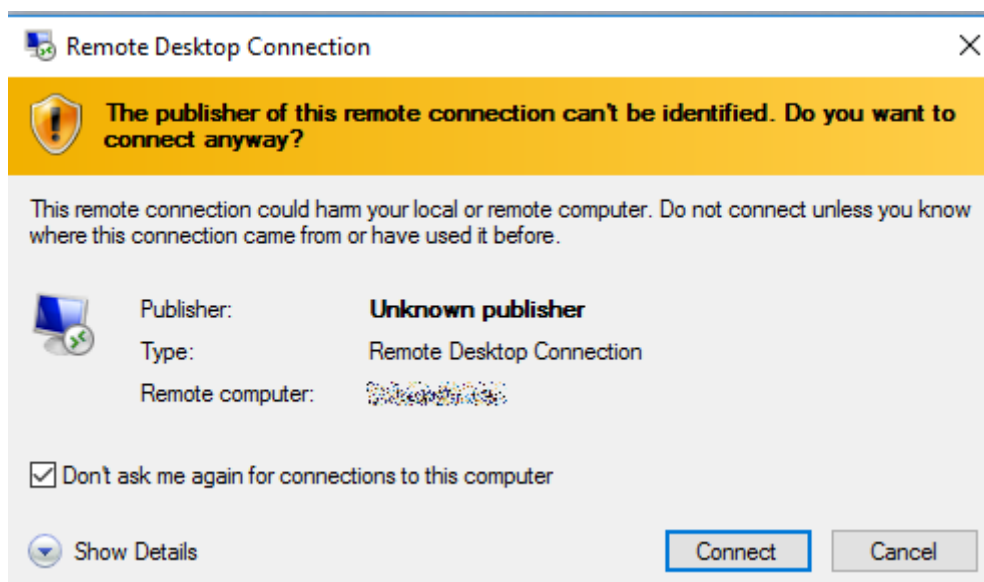 Remote Desktop Connection
The publisher of this remote connection can't be identified. Do you want to
connect anyway?
This remote connection could harm your local or remote computer. Do not connect unless you know
where this connection came from or have used it before.
Publisher: Unknown publisher
Type: Remote Desktop Connection
Remote computer:
Don't ask me again for connections to this computer
Show Details Connect Cancel